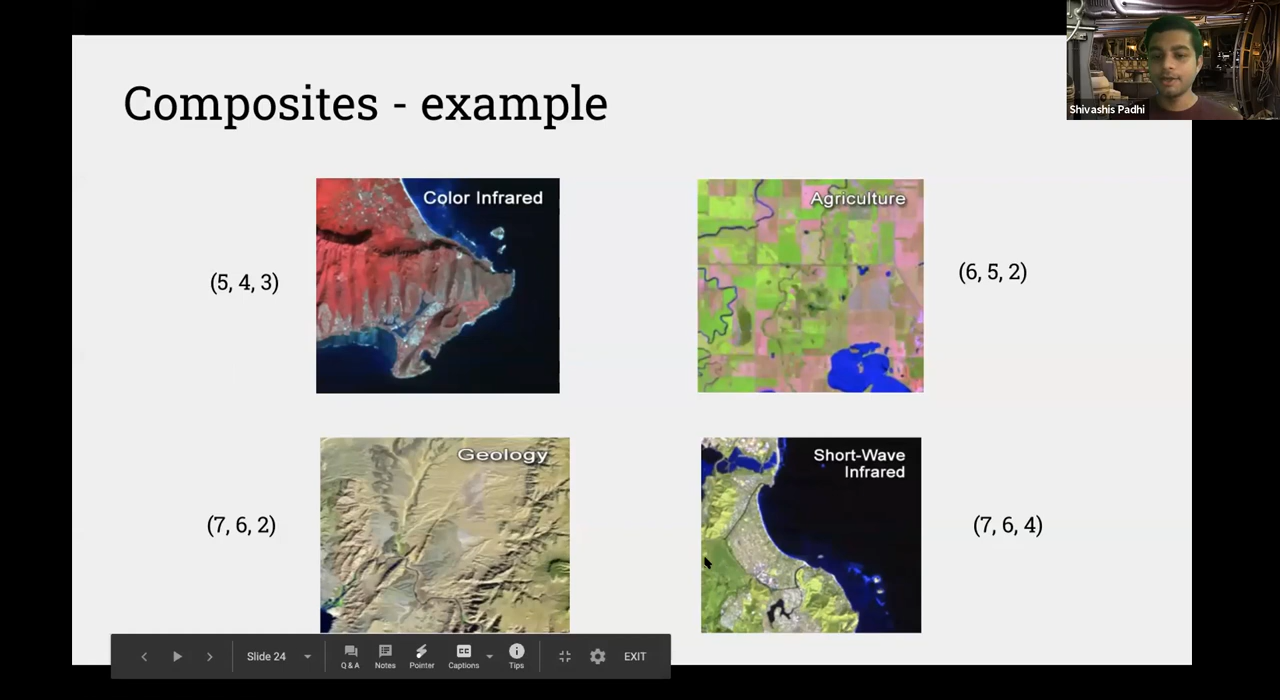 Shivashis Padhi
Composites - example
Color Infrared
(5, 4, 3)
Agriculture
(6, 5, 2)
Geology
(7, 6, 2)
Short-Wave
Infrared
(7, 6, 4)
Slide 24
Q & A
Notes
Pointer
Captions
Tips
EXIT